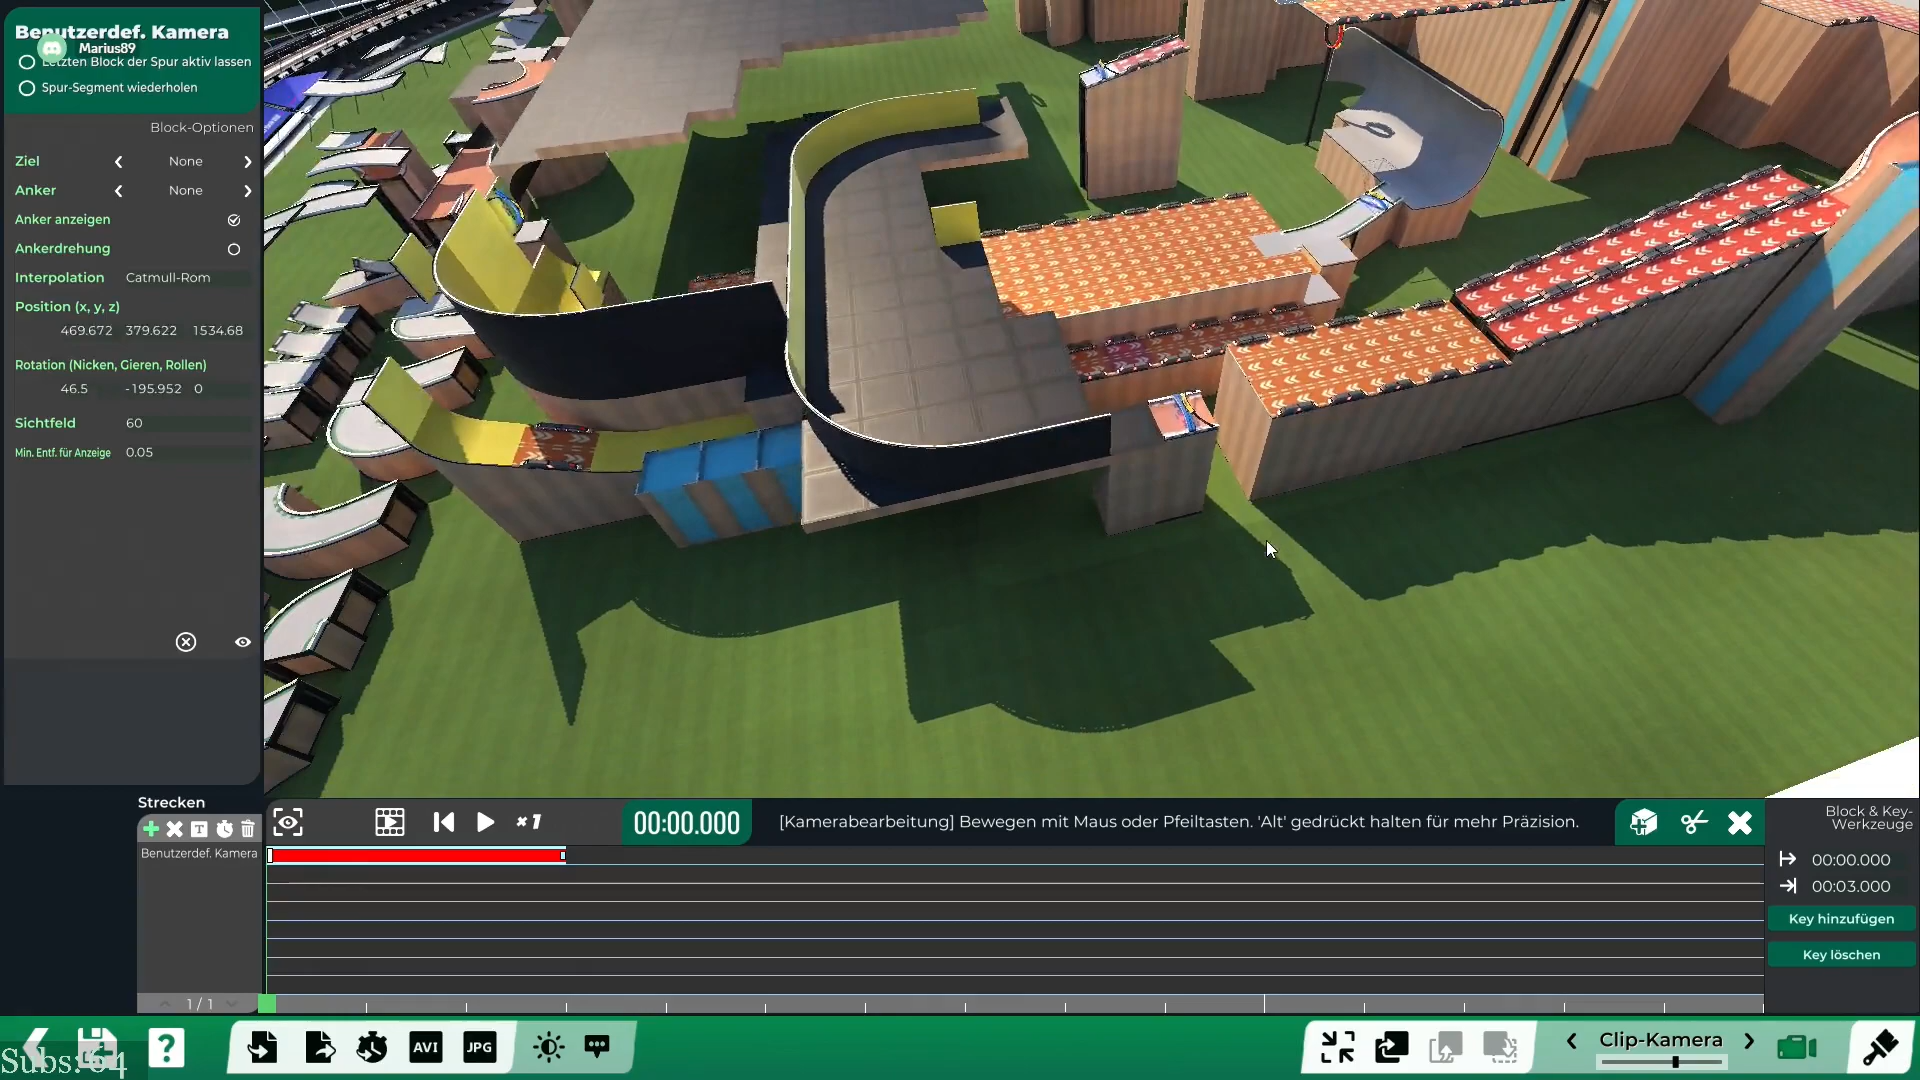 Benutzerdef. Kamera
Marius89
Letzten Block der Spur aktiv lassen
Spur-Segment wiederholen
Block-Optionen
Ziel None
Anker None
Anker anzeigen
Ankerdrehung
Interpolation Catmull-Rom
Position (x, y, z)
469.672 379.622 1534.68
Rotation (Nicken, Gieren, Rollen)
46.5 -195.952 0
Sichtfeld 60
Min. Entf. für Anzeige 0.05
Strecken
T
Benutzerdef. Kamera
1 / 1
×1
00:00.000
[Kamerabearbeitung] Bewegen mit Maus oder Pfeiltasten. 'Alt' gedrückt halten für mehr Präzision.
Block & Key-
Werkzeuge
00:00.000
00:03.000
Key hinzufügen
Key löschen
Subs: 64
?
AVI
JPG
Clip-Kamera